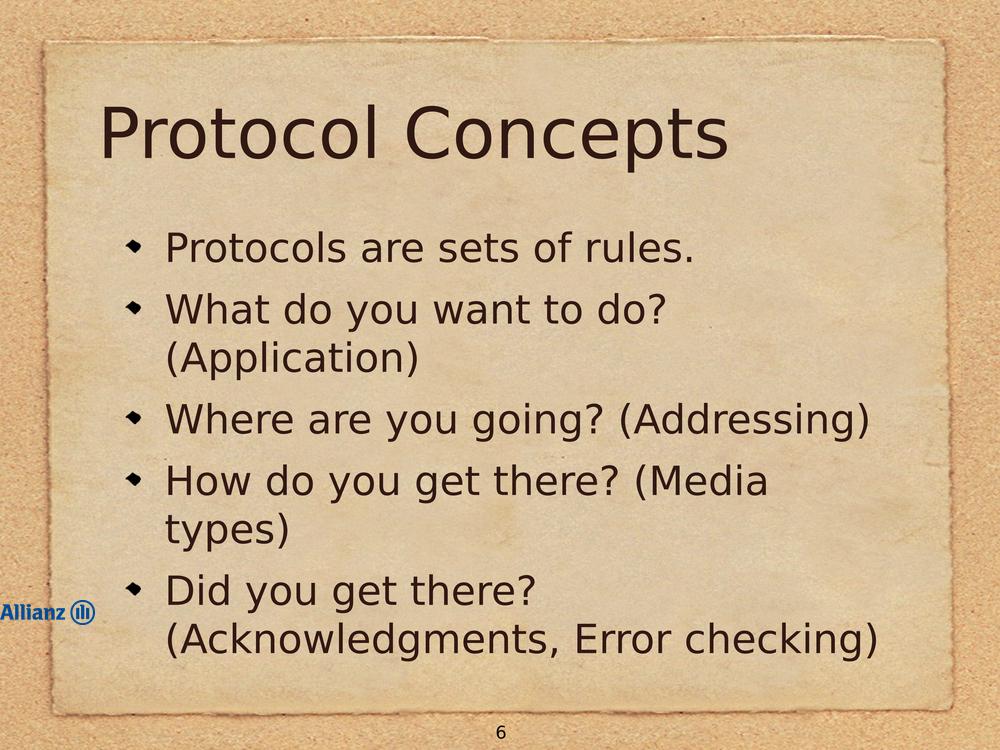 Protocol Concepts
Protocols are sets of rules.
What do you want to do?
(Application)
Where are you going? (Addressing)
How do you get there? (Media
types)
Did you get there?
(Acknowledgments, Error checking)
Allianz
6